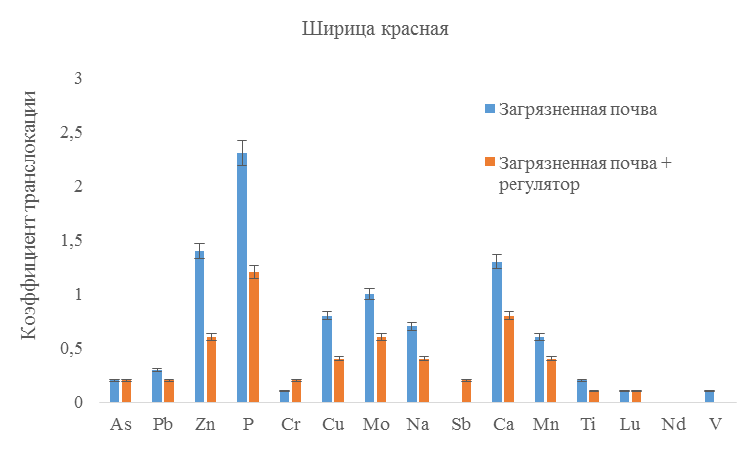 Ширица красная
Коэффициент транслокации
3
2,5
2
1,5
1
0,5
0
Загрязненная почва
Загрязненная почва +
регулятор
As Pb Zn P Cr Cu Mo Na Sb Ca Mn Ti Lu Nd V